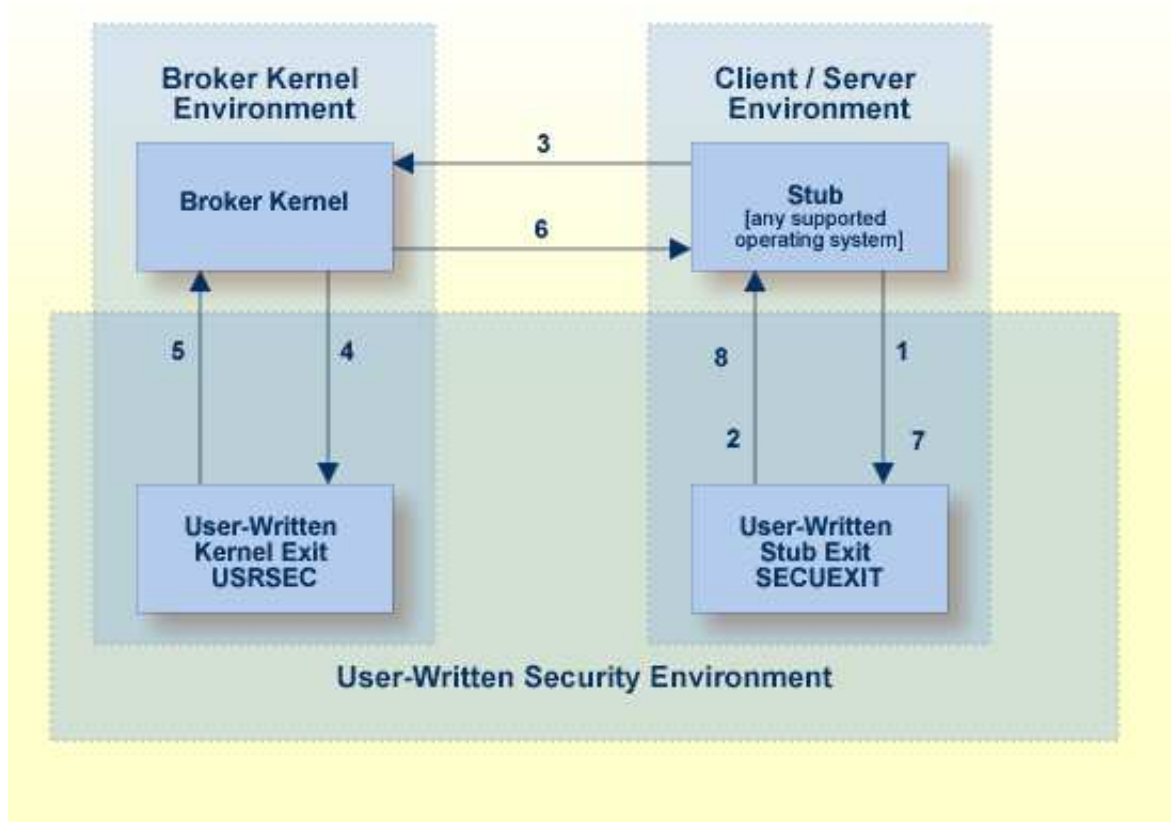 Broker Kernel
Environment
Client / Server
Environment
3
Broker Kernel
Stub
[any supported
operating system]
6
5
4
8
1
2
7
User-Written
Kernel Exit
USRSEC
User-Written
Stub Exit
SECUEXIT
User-Written Security Environment